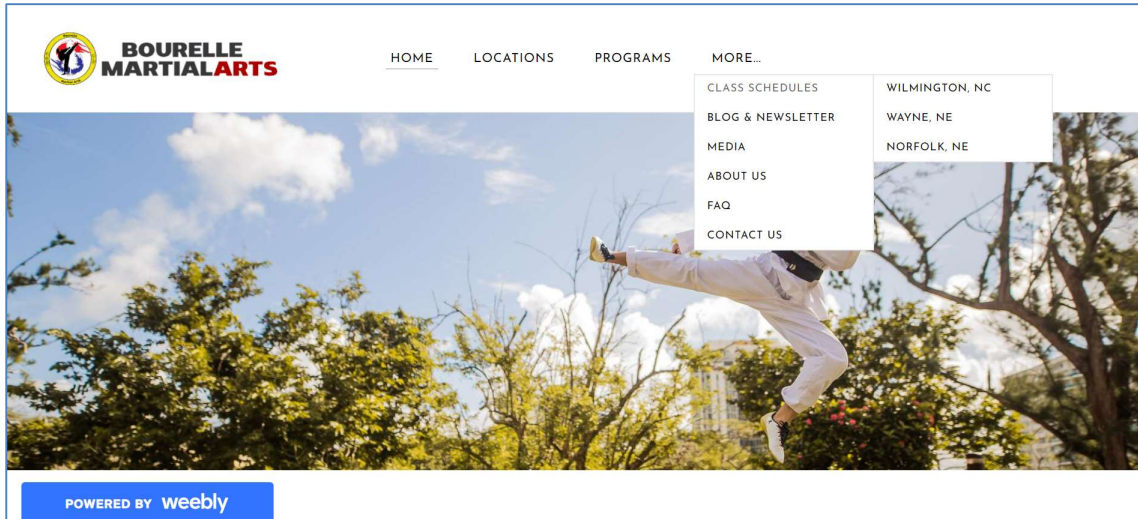 BOURELLE
MARTIALARTS
HOME LOCATIONS PROGRAMS MORE...
CLASS SCHEDULES WILMINGTON, NC
BLOG & NEWSLETTER WAYNE, NE
MEDIA NORFOLK, NE
ABOUT US
FAQ
CONTACT US
POWERED BY weebly